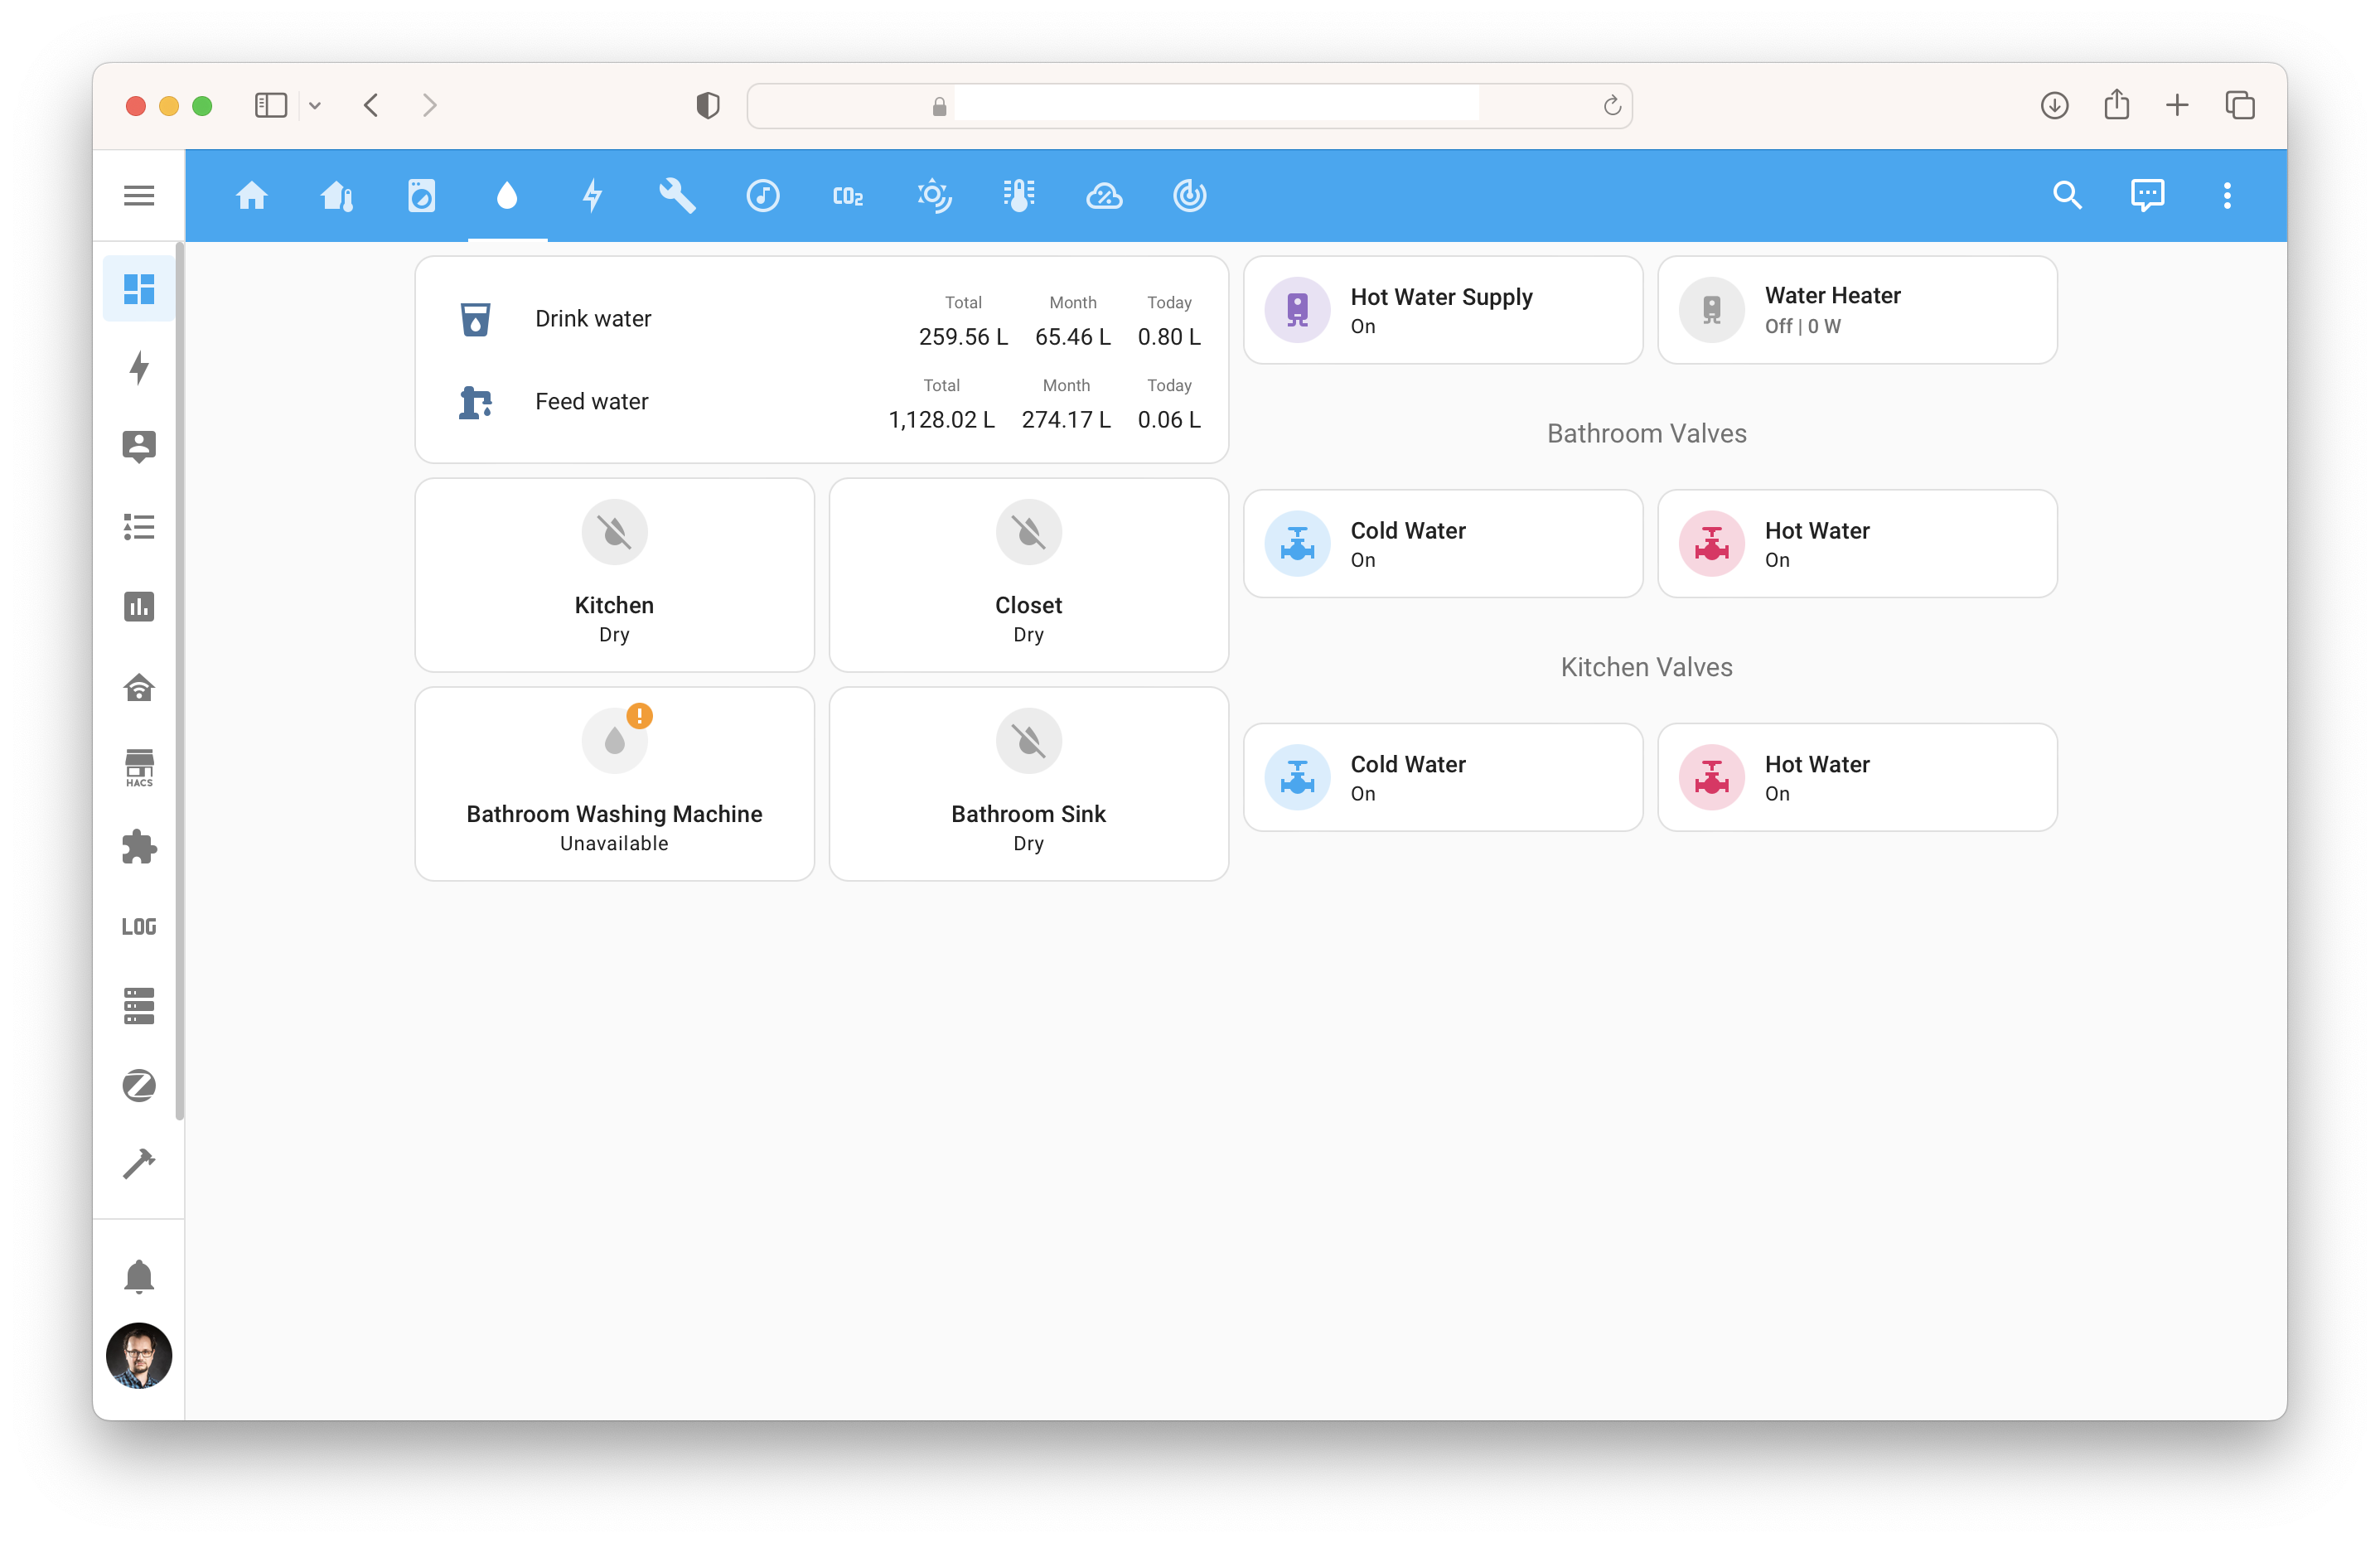 CO2
Drink water
Total Month Today
259.56 L 65.46 L 0.80 L
Feed water
Total Month Today
1,128.02 L 274.17 L 0.06 L
Kitchen
Dry
Closet
Dry
Bathroom Washing Machine
Unavailable
Bathroom Sink
Dry
Hot Water Supply
On
Water Heater
Off | 0 W
Bathroom Valves
Cold Water
On
Hot Water
On
Kitchen Valves
Cold Water
On
Hot Water
On
HACS
LOG